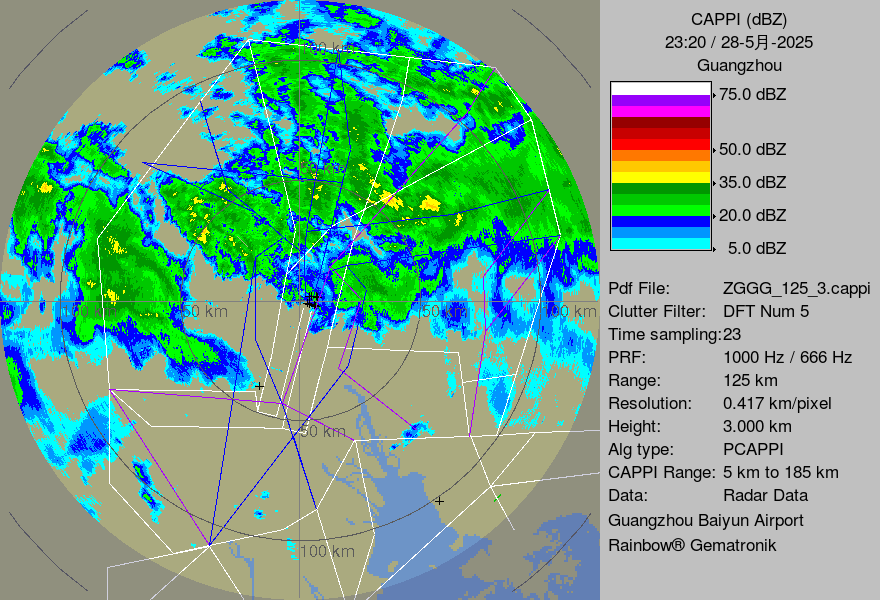 CAPPI (dBZ)
23:20 / 28-5月-2025
Guangzhou
75.0 dBZ
50.0 dBZ
35.0 dBZ
20.0 dBZ
5.0 dBZ
Pdf File: ZGGG_125_3.cappi
Clutter Filter: DFT Num 5
Time sampling:23
PRF: 1000 Hz / 666 Hz
Range: 125 km
Resolution: 0.417 km/pixel
Height: 3.000 km
Alg type: PCAPPI
CAPPI Range: 5 km to 185 km
Data: Radar Data
Guangzhou Baiyun Airport
Rainbow® Gematronik
100 km
100 km
50 km
50 km
100 km
50 km
100 km